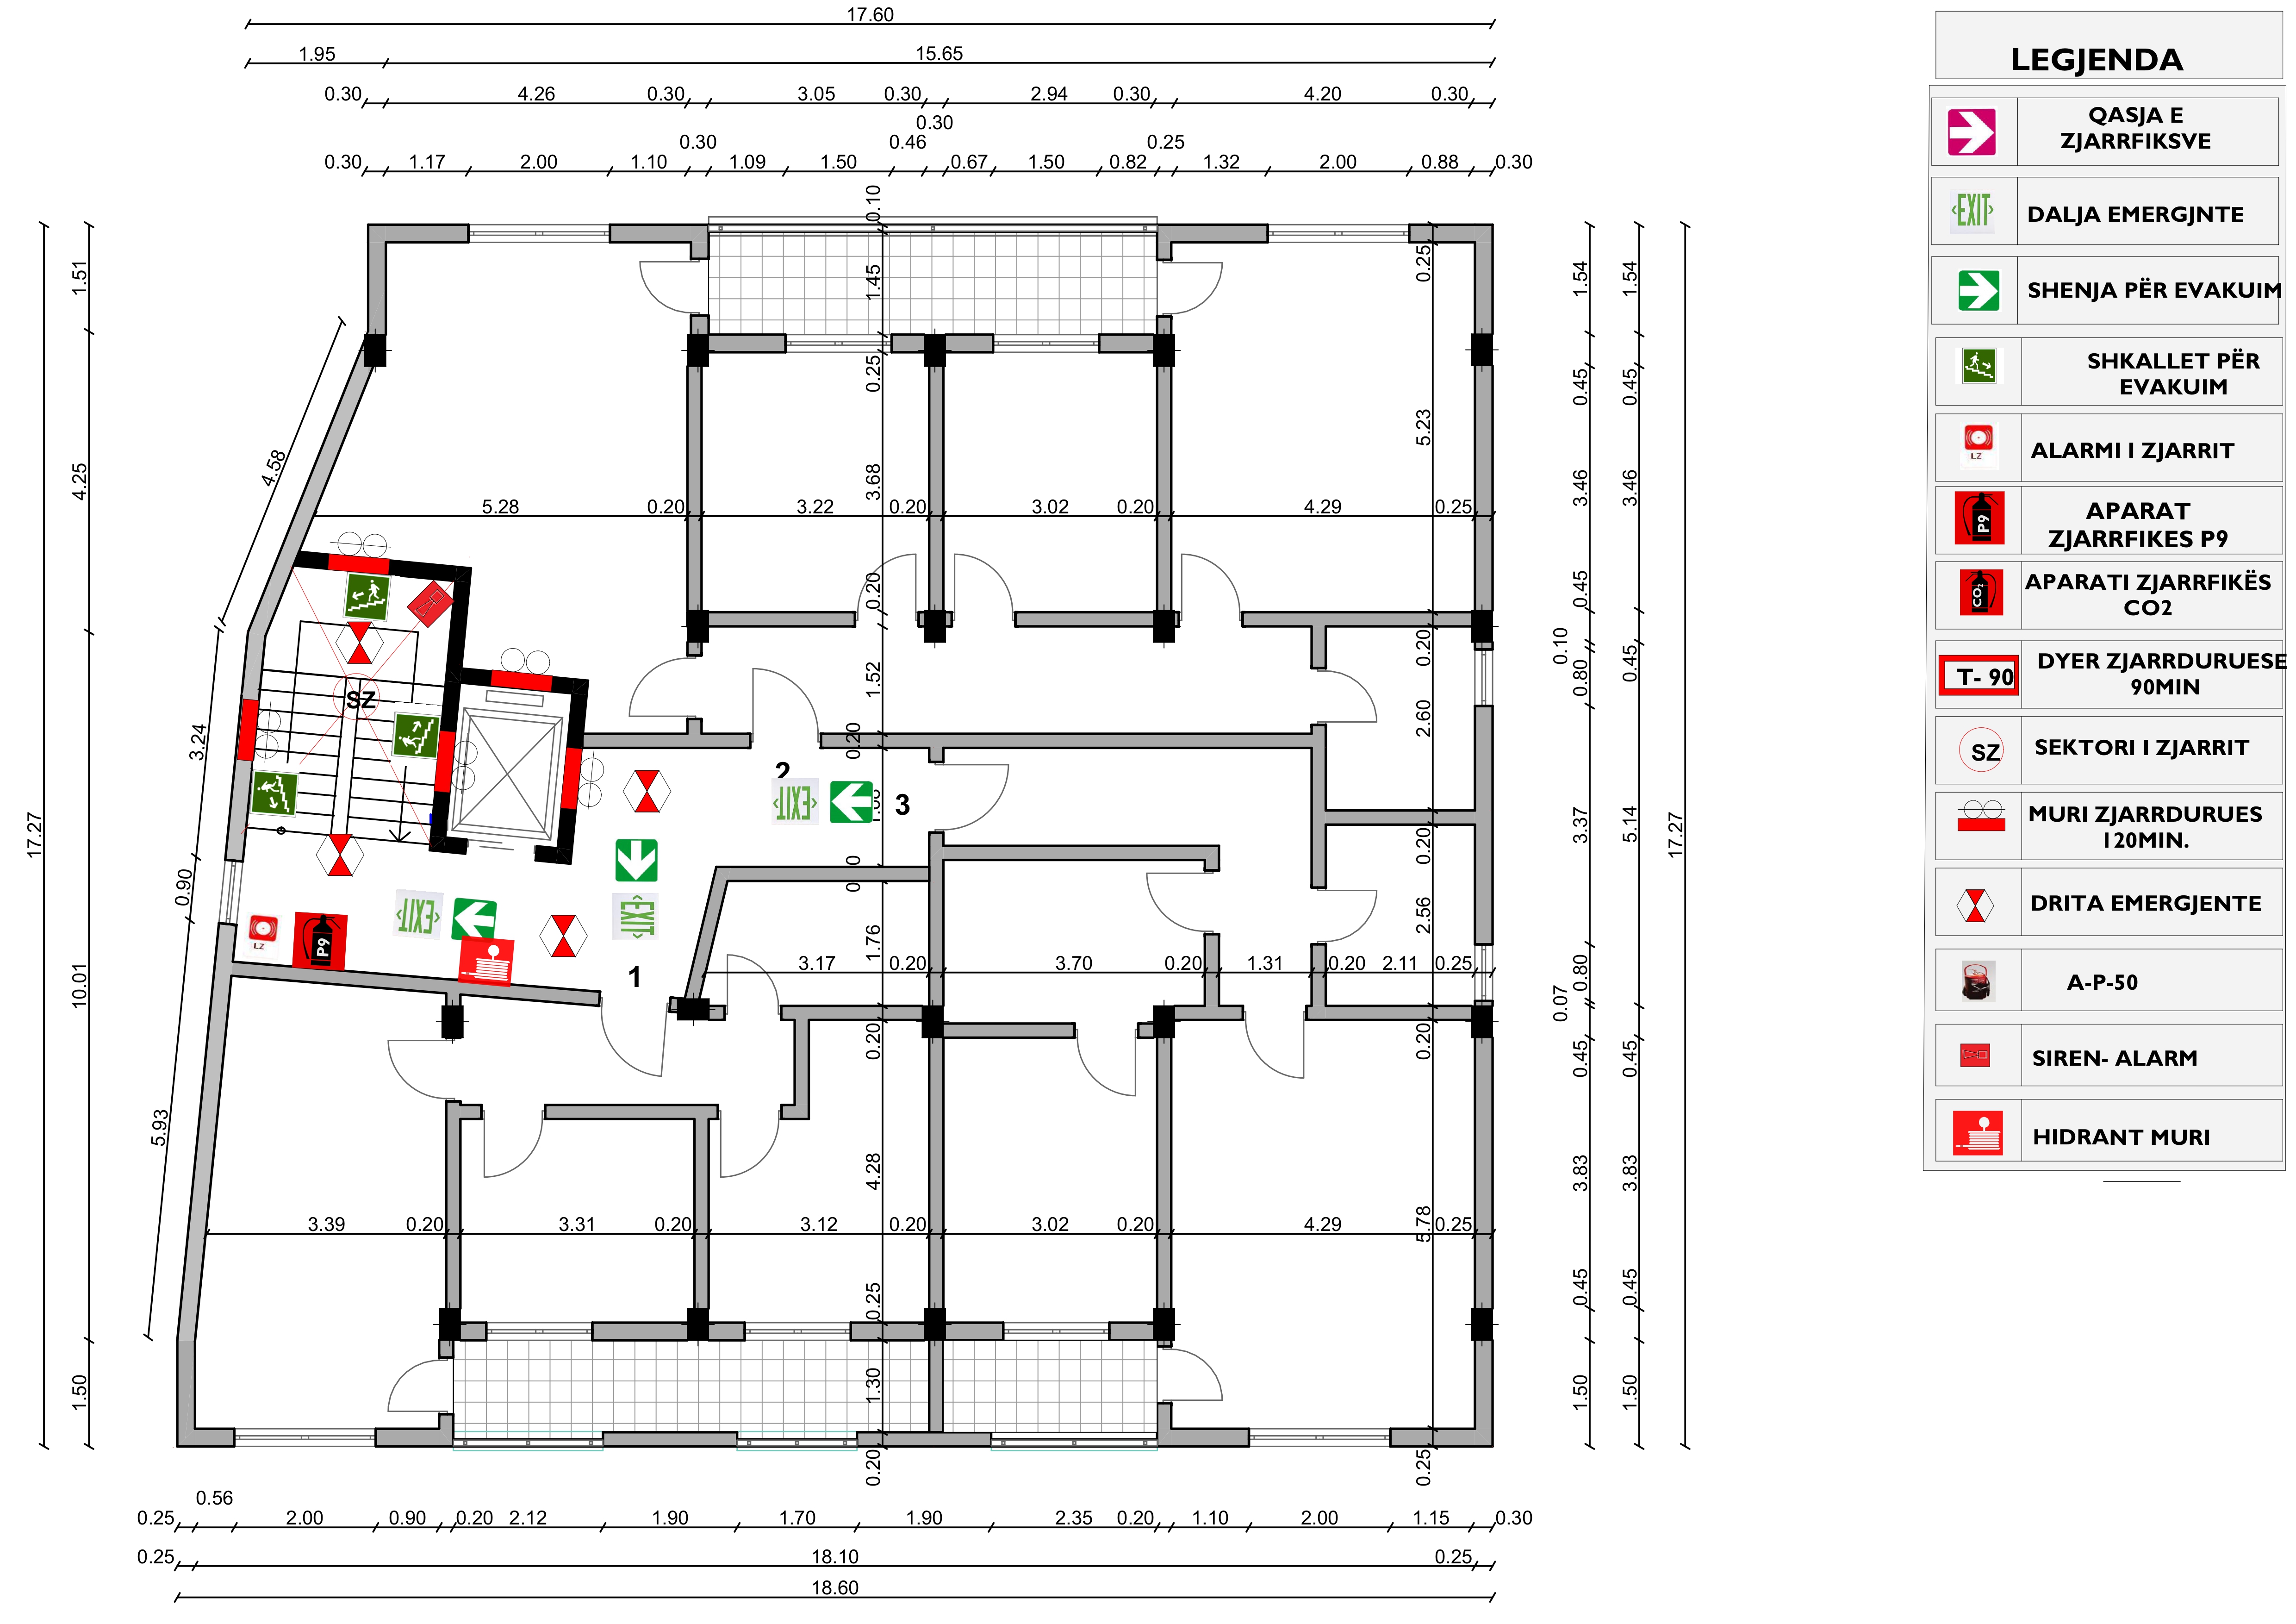 17.60
1.95 15.65
0.30 4.26 0.30 3.05 0.30 2.94 0.30 4.20 0.30
0.30
0.30 0.46 0.25
0.30 1.17 2.00 1.10 1.09 1.50 0.67 1.50 0.82 1.32 2.00 0.88 0.30
17.27
1.51
4.25
10.01
1.50
4.58
3.24
0.90
5.93
0.10
1.45
0.25
3.68
0.20
1.52
0.20
1.76
0.20
4.28
0.25
1.30
0.20
0.25
5.23
0.20
2.60
0.20
2.56
0.20
5.78
0.25
5.28 0.20 3.22 0.20 3.02 0.20 4.29 0.25
SZ
2
EXIT
3
EXIT
EXIT
LZ
P9
1
3.17 0.20 3.70 0.20 1.31 0.20 2.11 0.25
3.39 0.20 3.31 0.20 3.12 0.20 3.02 0.20 4.29 0.25
1.54
0.45
3.46
0.45
0.10
0.80
3.37
0.80
0.07
0.45
3.83
0.45
1.50
1.54
0.45
3.46
0.45
5.14
0.45
3.83
0.45
1.50
17.27
0.56
0.25 2.00 0.90 0.20 2.12 1.90 1.70 1.90 2.35 0.20 1.10 2.00 1.15 0.30
0.25 18.10 0.25
18.60
LEGJENDA
QASJA E
ZJARRFIKSVE
EXIT
DALJA EMERGJNTE
SHENJA PËR EVAKUIM
SHKALLET PËR
EVAKUIM
LZ
ALARMI I ZJARRIT
P9
APARAT
ZJARRFIKES P9
CO2
APARATI ZJARRFIKËS
CO2
T- 90
DYER ZJARRDURUESE
90MIN
SZ
SEKTORI I ZJARRIT
MURI ZJARRDURUES
120MIN.
DRITA EMERGJENTE
A-P-50
SIREN- ALARM
HIDRANT MURI